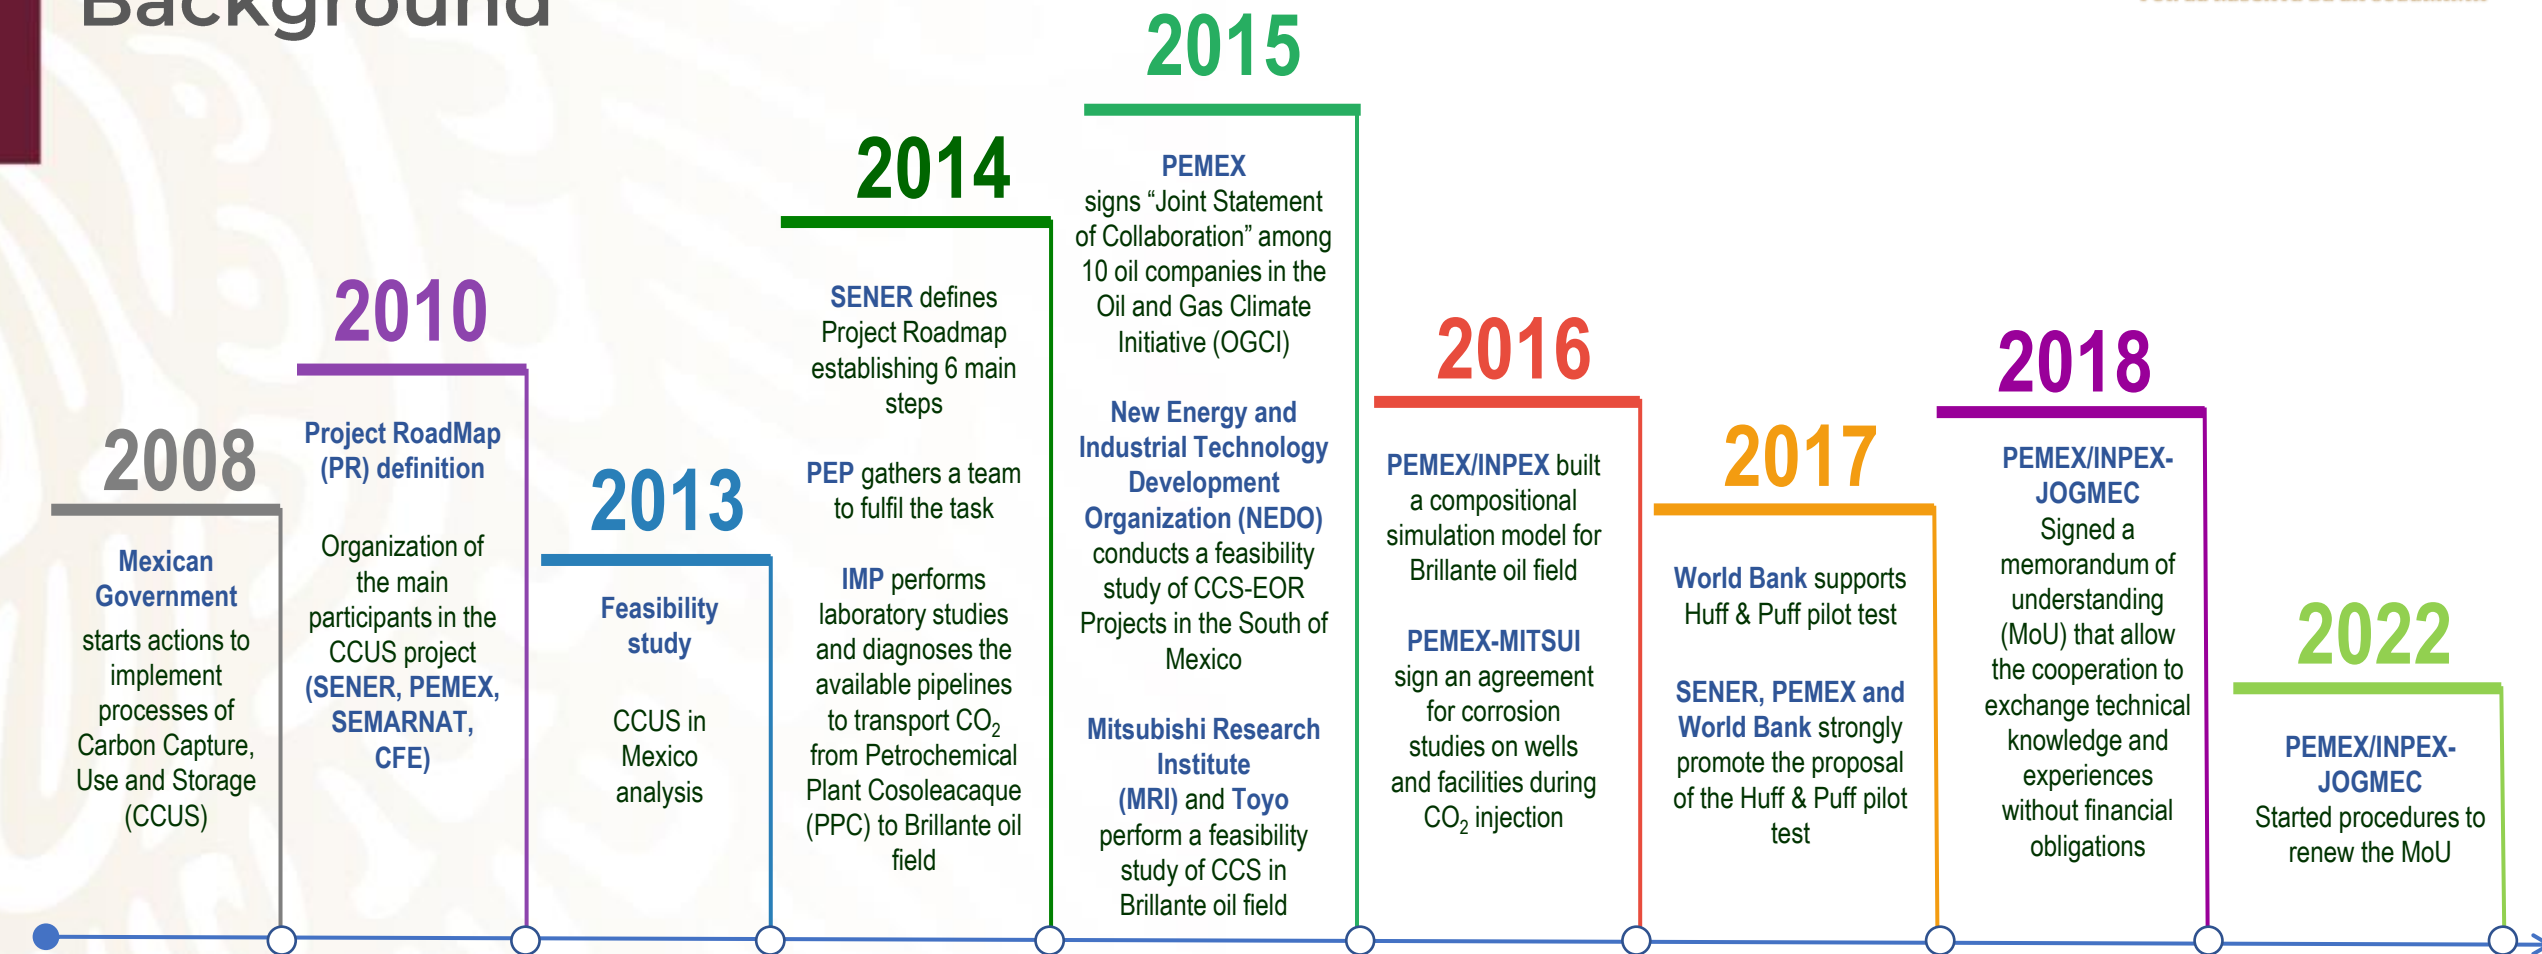 Background
2008
Mexican
Government
starts actions to
implement
processes of
Carbon Capture,
Use and Storage
(CCUS)
2010
Project RoadMap
(PR) definition
Organization of
the main
participants in the
CCUS project
(SENER, PEMEX,
SEMARNAT,
CFE)
2013
Feasibility
study
CCUS in
Mexico
analysis
2014
SENER defines
Project Roadmap
establishing 6 main
steps
PEP gathers a team
to fulfil the task
IMP performs
laboratory studies
and diagnoses the
available pipelines
to transport CO₂
from Petrochemical
Plant Cosoleacaque
(PPC) to Brillante oil
field
2015
PEMEX
signs “Joint Statement
of Collaboration” among
10 oil companies in the
Oil and Gas Climate
Initiative (OGCI)
New Energy and
Industrial Technology
Development
Organization (NEDO)
conducts a feasibility
study of CCS-EOR
Projects in the South of
Mexico
Mitsubishi Research
Institute
(MRI) and Toyo
perform a feasibility
study of CCS in
Brillante oil field
2016
PEMEX/INPEX built
a compositional
simulation model for
Brillante oil field
PEMEX-MITSUI
sign an agreement
for corrosion
studies on wells
and facilities during
CO₂ injection
2017
World Bank supports
Huff & Puff pilot test
SENER, PEMEX and
World Bank strongly
promote the proposal
of the Huff & Puff pilot
test
2018
PEMEX/INPEX-
JOGMEC
Signed a
memorandum of
understanding
(MoU) that allow
the cooperation to
exchange technical
knowledge and
experiences
without financial
obligations
2022
PEMEX/INPEX-
JOGMEC
Started procedures to
renew the MoU